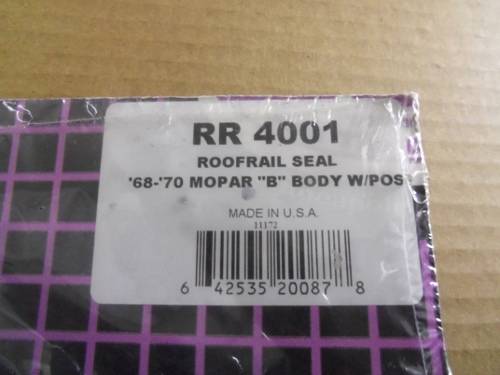 RR 4001
ROOFRAIL SEAL
'68-'70 MOPAR "B" BODY W/POS
MADE IN U.S.A.
11172
6 42535 20087 8